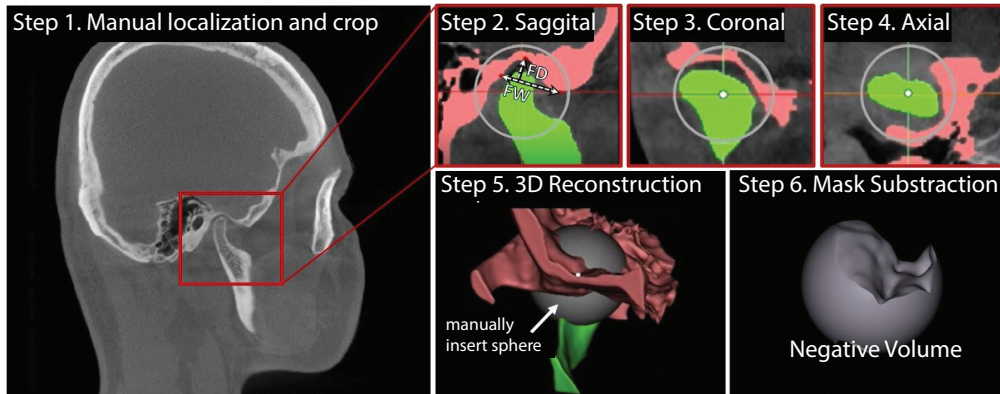 Step 1. Manual localization and crop
Step 2. Saggital
FD
FW
Step 3. Coronal
Step 4. Axial
Step 5. 3D Reconstruction
manually
insert sphere
Step 6. Mask Substraction
Negative Volume